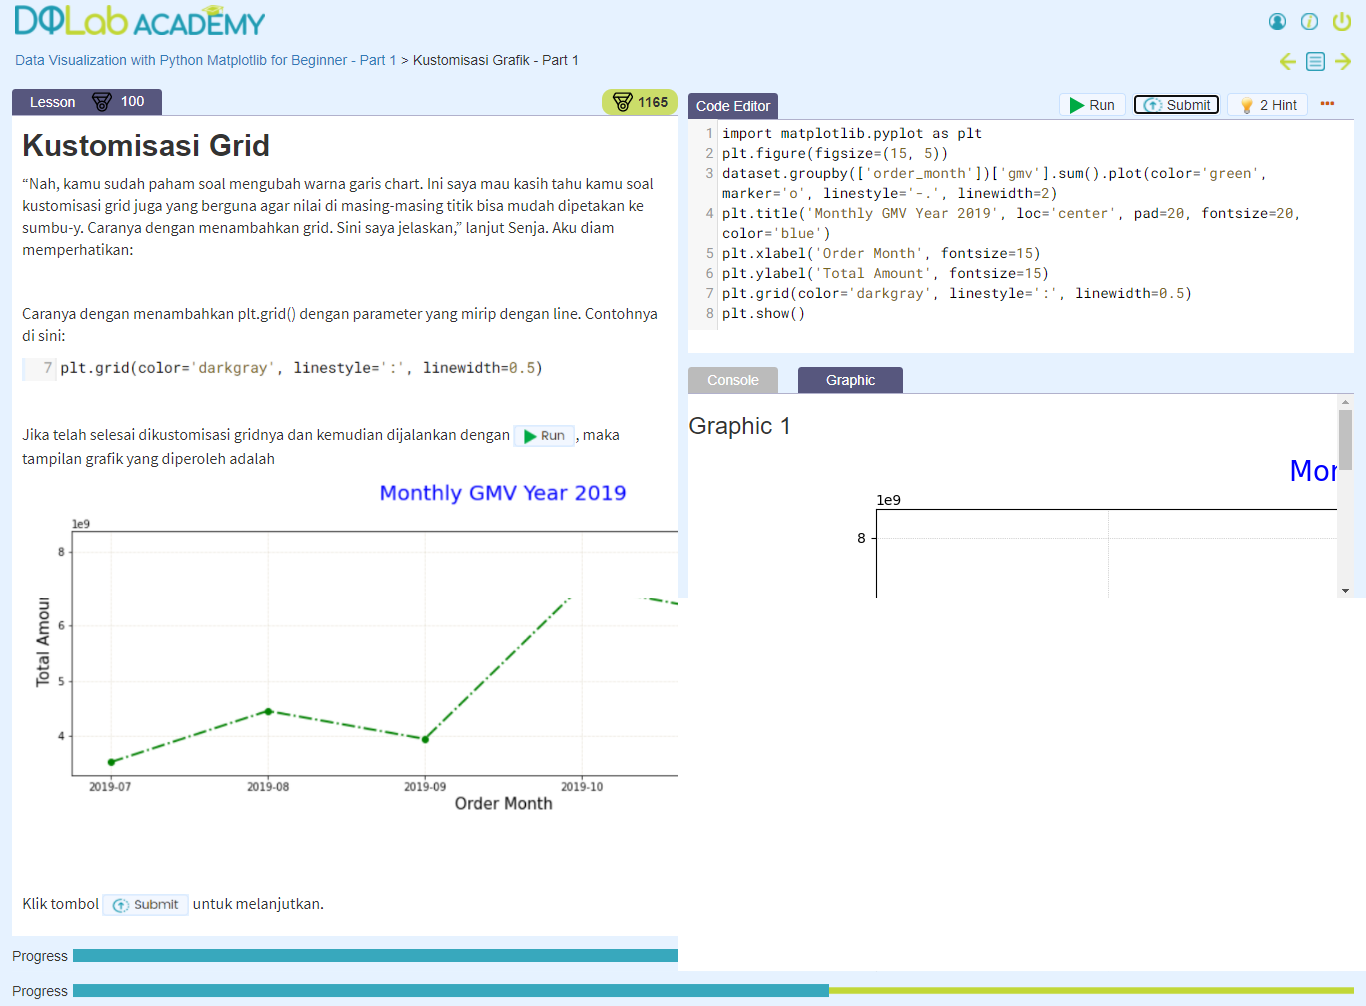 DQLab ACADEMY
Data Visualization with Python Matplotlib for Beginner - Part 1 > Kustomisasi Grafik - Part 1
Lesson 100
1165
Kustomisasi Grid
“Nah, kamu sudah paham soal mengubah warna garis chart. Ini saya mau kasih tahu kamu soal
kustomisasi grid juga yang berguna agar nilai di masing-masing titik bisa mudah dipetakan ke
sumbu-y. Caranya dengan menambahkan grid. Sini saya jelaskan,” lanjut Senja. Aku diam
memperhatikan:
Caranya dengan menambahkan plt.grid() dengan parameter yang mirip dengan line. Contohnya
di sini:
7 plt.grid(color='darkgray', linestyle=':', linewidth=0.5)
Jika telah selesai dikustomisasi gridnya dan kemudian dijalankan dengan Run , maka
tampilan grafik yang diperoleh adalah
Monthly GMV Year 2019
1e9
8
6
5
4
Total Amour
2019-07 2019-08 2019-09 2019-10
Order Month
Klik tombol Submit untuk melanjutkan.
Progress
Progress
Code Editor
Run Submit 2 Hint
1 import matplotlib.pyplot as plt
2 plt.figure(figsize=(15, 5))
3 dataset.groupby(['order_month'])['gmv'].sum().plot(color='green',
marker='o', linestyle='-.', linewidth=2)
4 plt.title('Monthly GMV Year 2019', loc='center', pad=20, fontsize=20,
color='blue')
5 plt.xlabel('Order Month', fontsize=15)
6 plt.ylabel('Total Amount', fontsize=15)
7 plt.grid(color='darkgray', linestyle=':', linewidth=0.5)
8 plt.show()
Console Graphic
Graphic 1
Mor
1e9
8